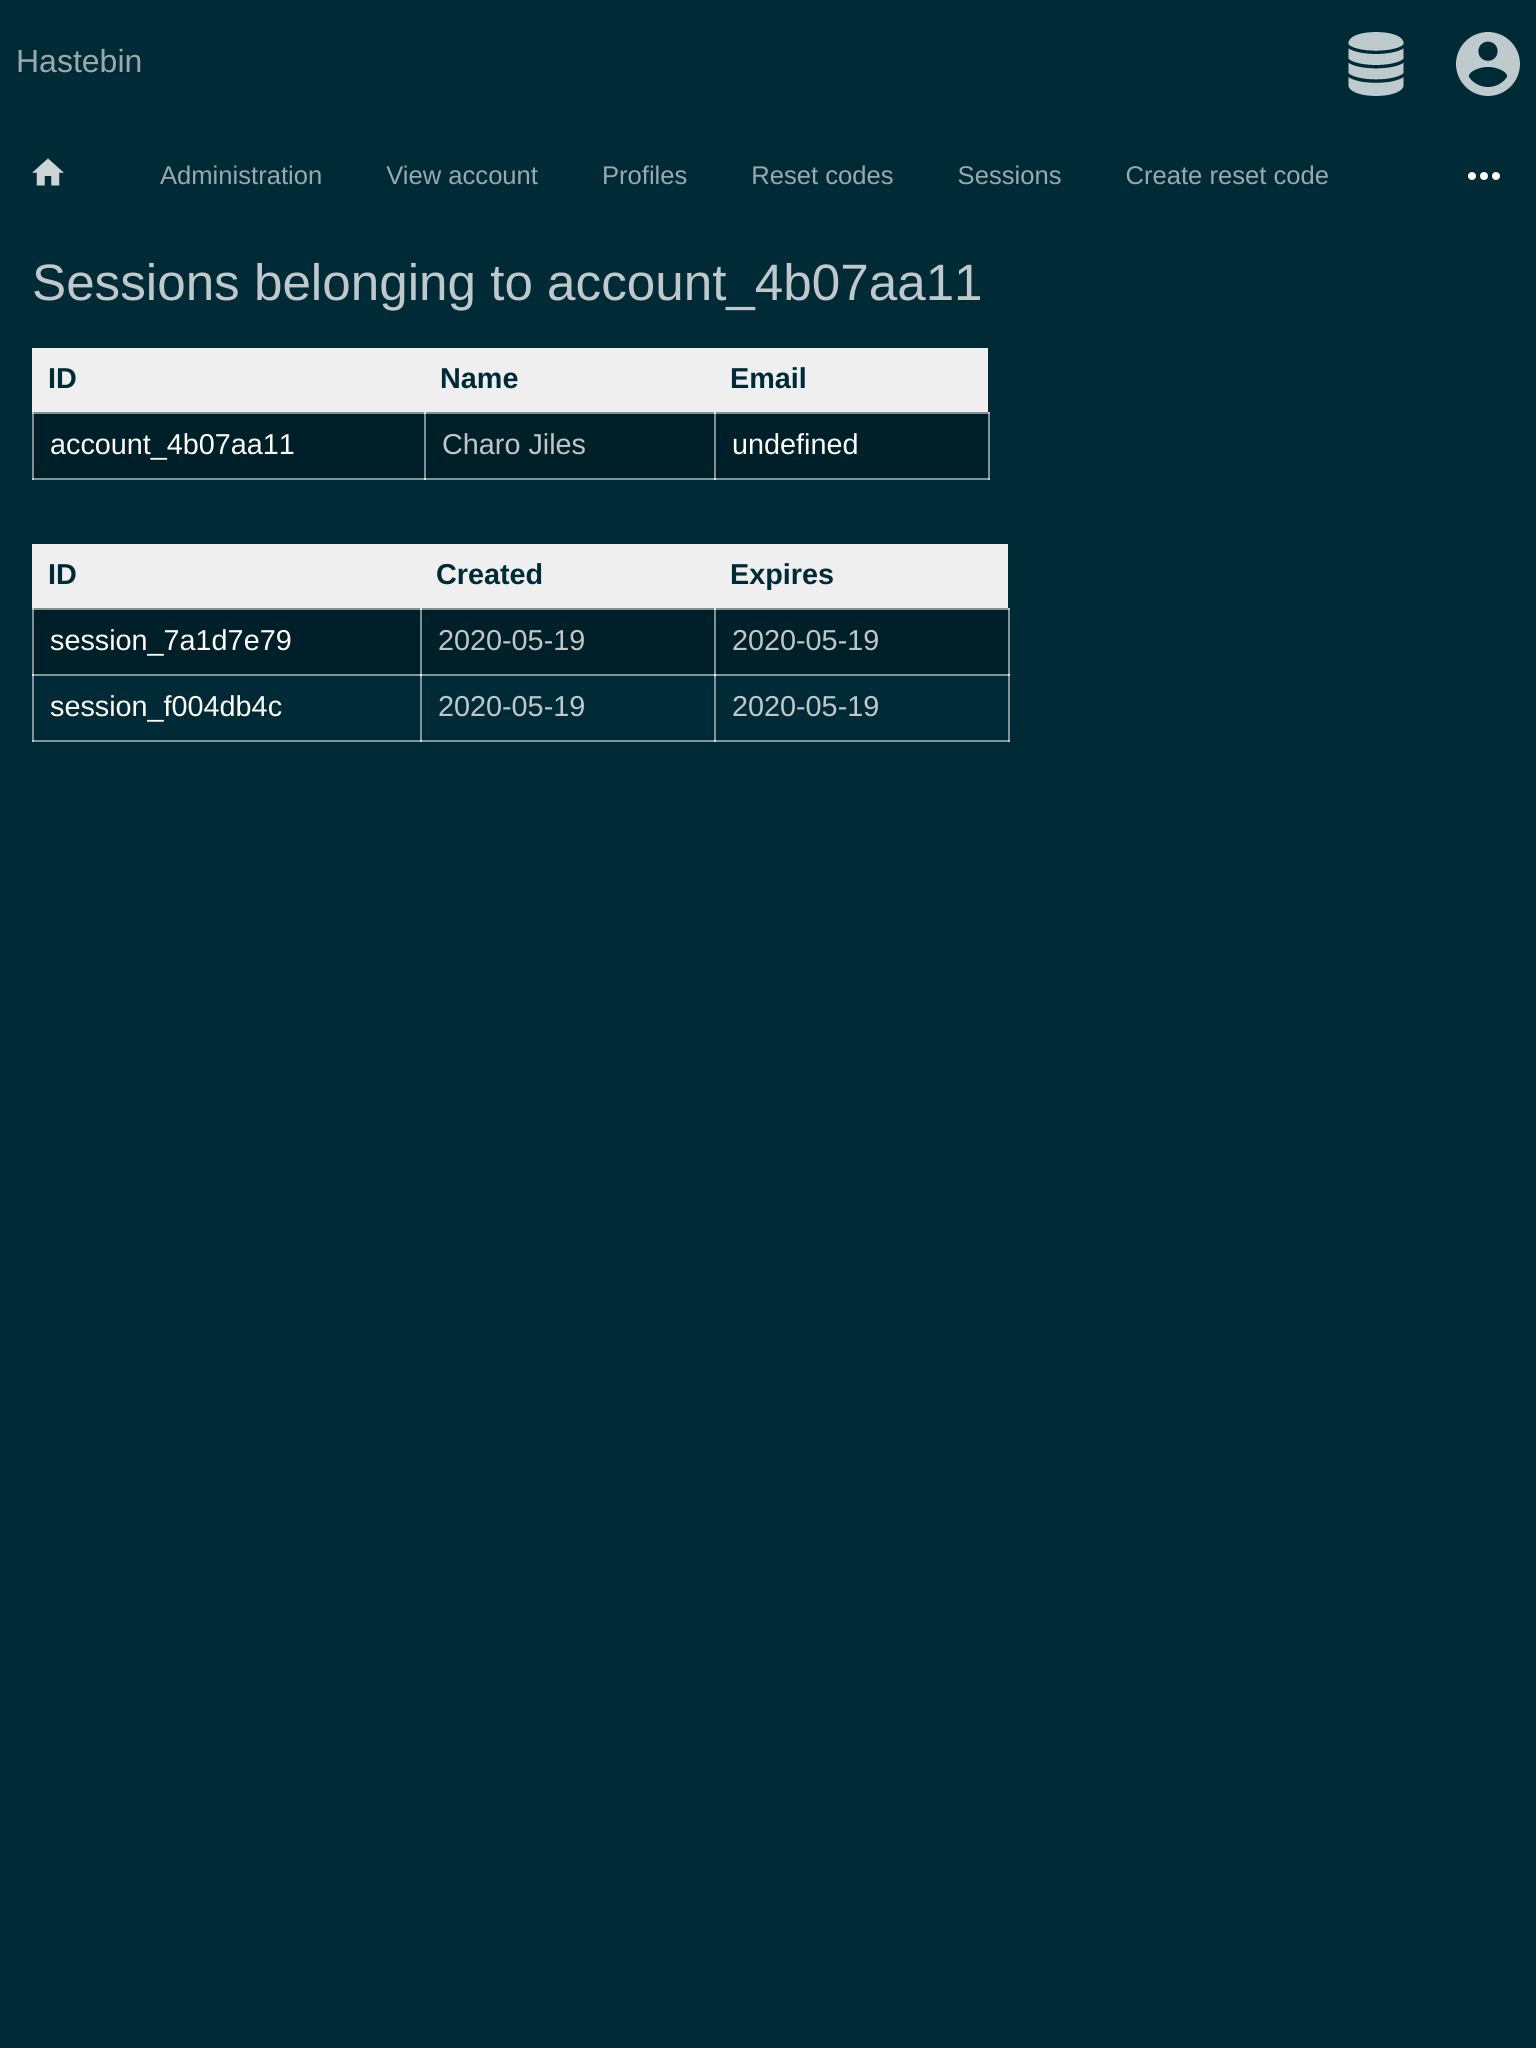 Hastebin
Administration View account Profiles Reset codes Sessions Create reset code
Sessions belonging to account_4b07aa11
ID Name Email
account_4b07aa11 Charo Jiles undefined
ID Created Expires
session_7a1d7e79 2020-05-19 2020-05-19
session_f004db4c 2020-05-19 2020-05-19